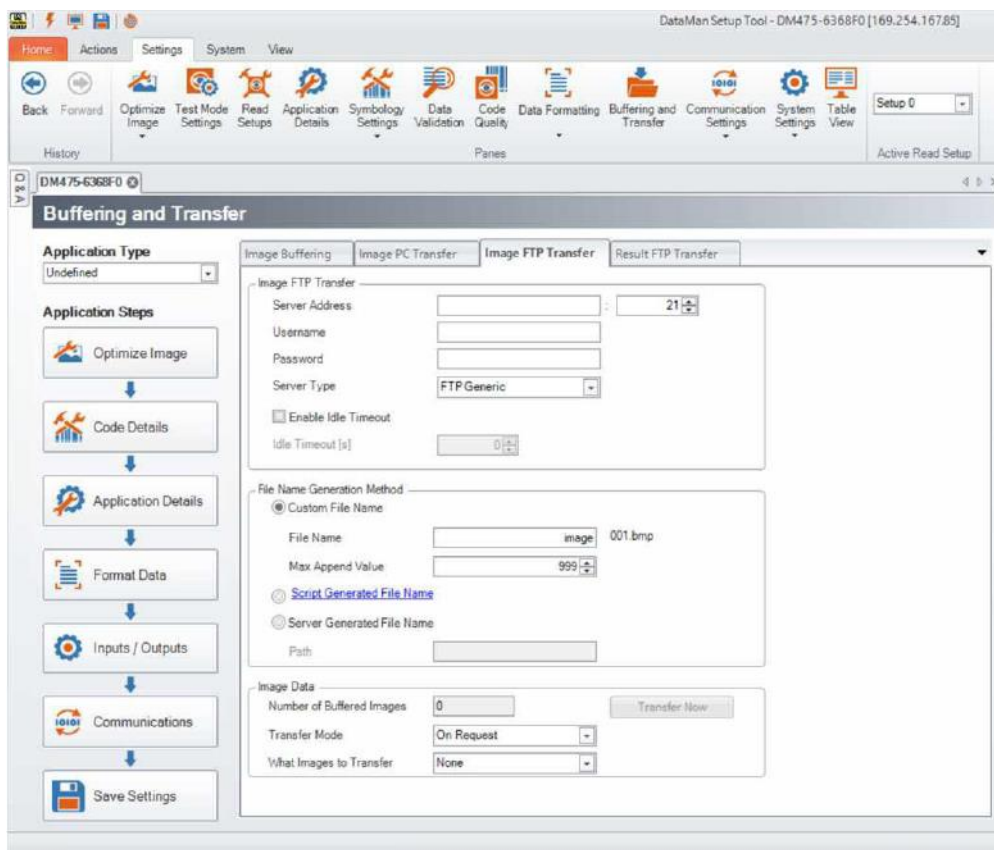 DataMan Setup Tool - DM475-6368F0 [169.254.167.85]
Home Actions Settings System View
Back Forward
Optimize Image
Test Mode Settings
Read Setups
Application Details
Symbology Settings
Data Validation
Code Quality
Data Formatting
Buffering and Transfer
Communication Settings
System Settings
Table View
Setup 0
History Panes Active Read Setup
Q & A
DM475-6368F0
Buffering and Transfer
Application Type
Undefined
Application Steps
Optimize Image
Code Details
Application Details
Format Data
Inputs / Outputs
Communications
Save Settings
Image Buffering Image PC Transfer Image FTP Transfer Result FTP Transfer
Image FTP Transfer
Server Address : 21
Username
Password
Server Type FTP Generic
Enable Idle Timeout
Idle Timeout [s] 0
File Name Generation Method
Custom File Name
File Name image 001.bmp
Max Append Value 999
Script Generated File Name
Server Generated File Name
Path
Image Data
Number of Buffered Images 0 Transfer Now
Transfer Mode On Request
What Images to Transfer None